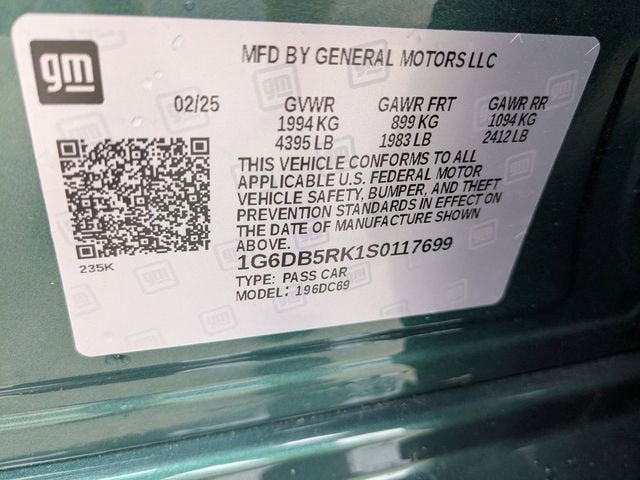 gm
MFD BY GENERAL MOTORS LLC
02/25 GVWR GAWR FRT GAWR RR
1994 KG 899 KG 1094 KG
4395 LB 1983 LB 2412 LB
THIS VEHICLE CONFORMS TO ALL
APPLICABLE U.S. FEDERAL MOTOR
VEHICLE SAFETY, BUMPER, AND THEFT
PREVENTION STANDARDS IN EFFECT ON
THE DATE OF MANUFACTURE SHOWN
ABOVE.
235K
1G6DB5RK1S0117699
TYPE: PASS CAR
MODEL: 196DC69